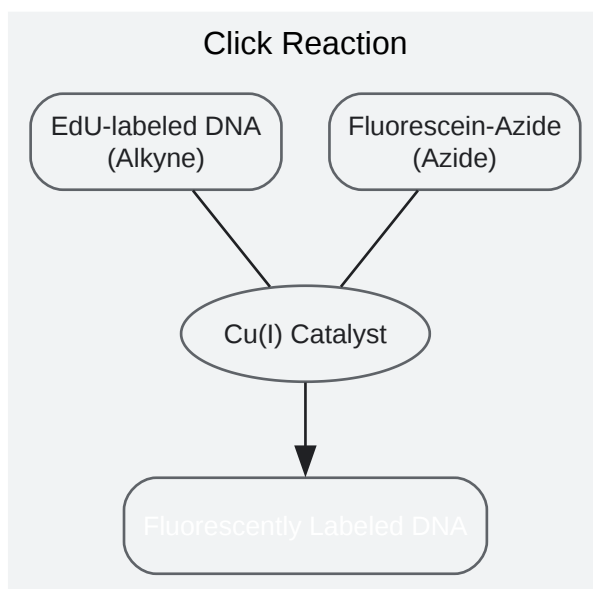 Click Reaction
EdU-labeled DNA
(Alkyne)
Fluorescein-Azide
(Azide)
Cu(I) Catalyst
Fluorescently Labeled DNA